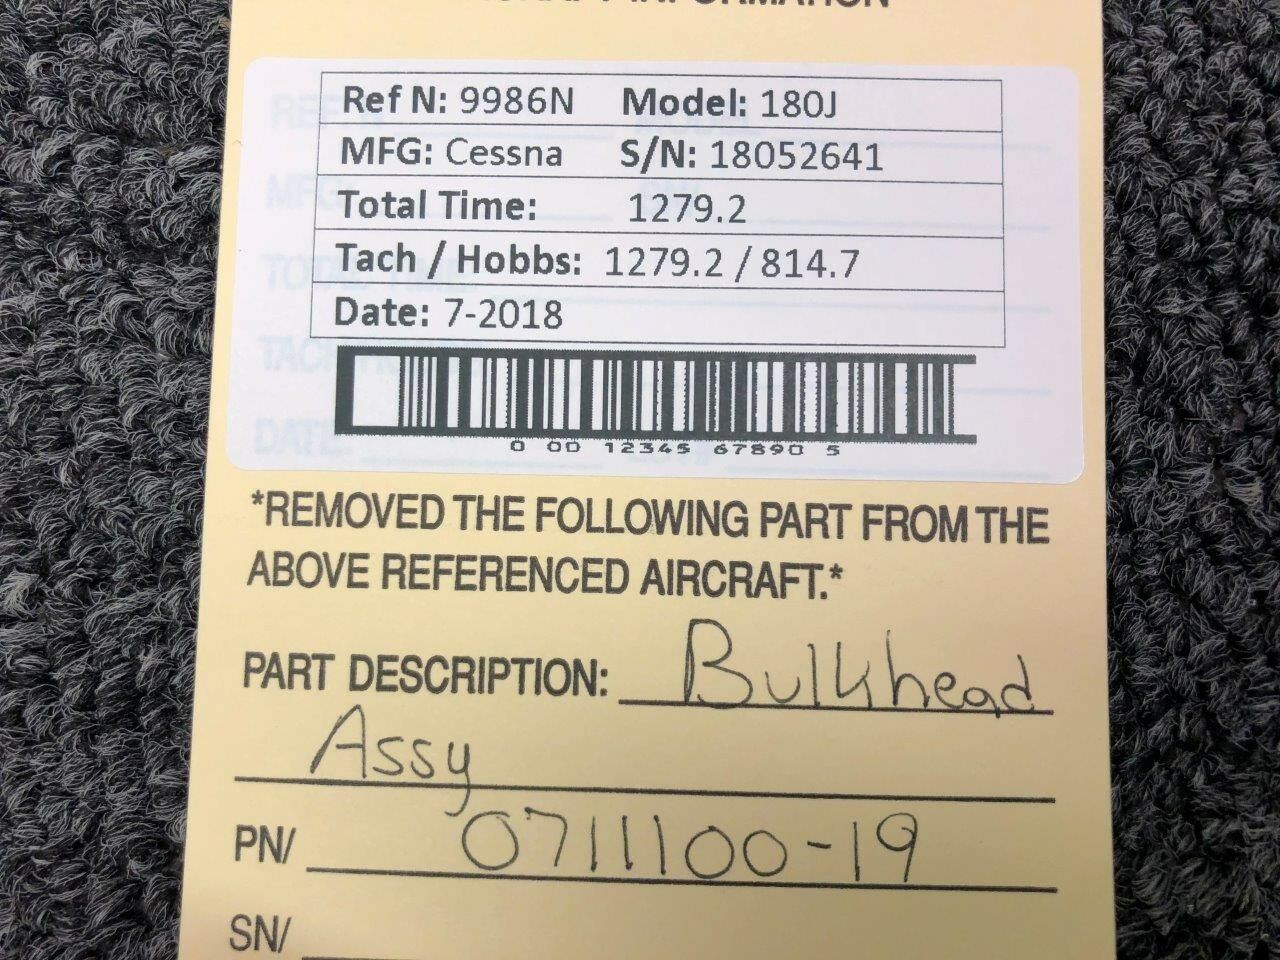 INFORMATION
Ref N: 9986N Model: 180J
MFG: Cessna S/N: 18052641
Total Time: 1279.2
Tach / Hobbs: 1279.2 / 814.7
Date: 7-2018
0 00 12345 67890 5
*REMOVED THE FOLLOWING PART FROM THE
ABOVE REFERENCED AIRCRAFT.*
PART DESCRIPTION: Bulkhead
Assy
PN/ 0711100-19
SN/